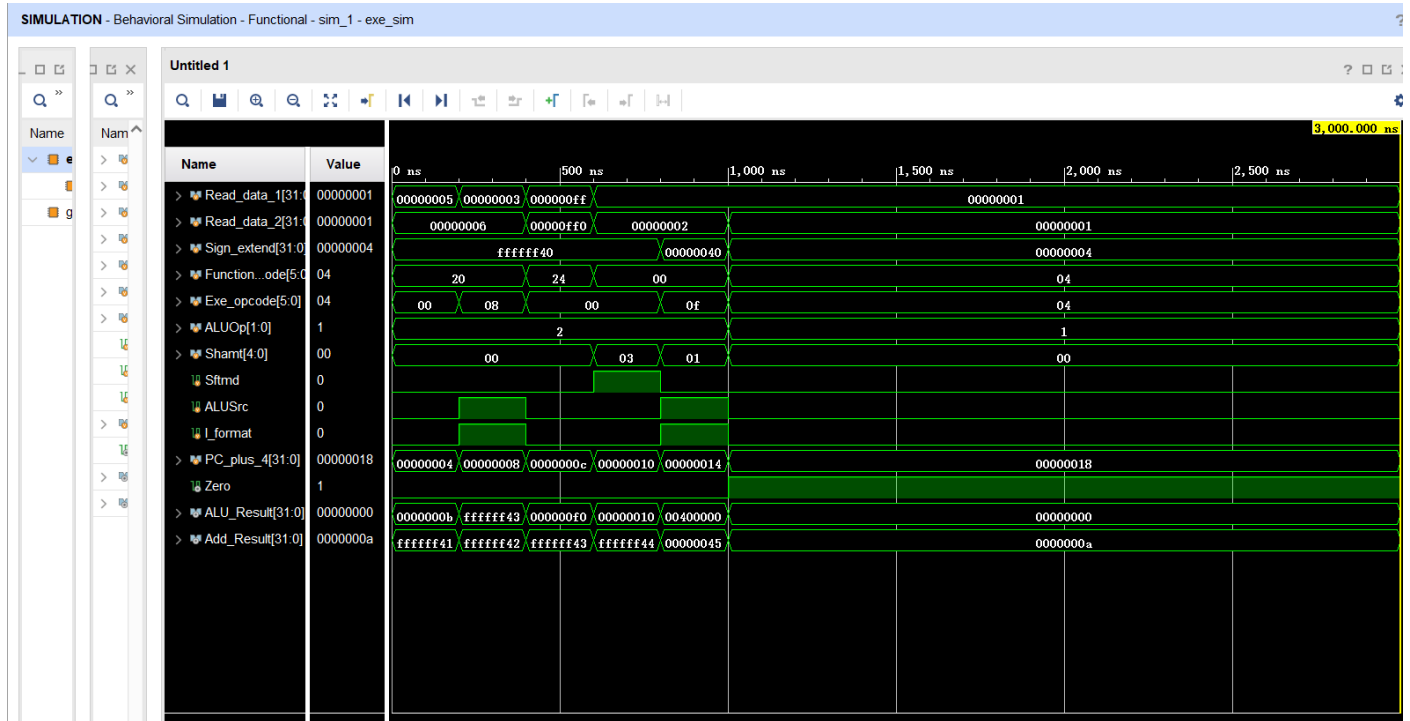 SIMULATION - Behavioral Simulation - Functional - sim_1 - exe_sim ?
Untitled 1 ?
Name Nam Name Value 3,000.000 ns
0 ns 500 ns 1,000 ns 1,500 ns 2,000 ns 2,500 ns
e
g
Read_data_1[31:0 00000001 00000005 00000003 000000ff 00000001
Read_data_2[31:0 00000001 00000006 00000ff0 00000002 00000001
Sign_extend[31:0] 00000004 ffffff40 00000040 00000004
Function...ode[5:0 04 20 24 00 04
Exe_opcode[5:0] 04 00 08 00 0f 04
ALUOp[1:0] 1 2 1
Shamt[4:0] 00 00 03 01 00
Sftmd 0
ALUSrc 0
I_format 0
PC_plus_4[31:0] 00000018 00000004 00000008 0000000c 00000010 00000014 00000018
Zero 1
ALU_Result[31:0] 00000000 0000000b ffffff43 000000f0 00000010 00400000 00000000
Add_Result[31:0] 0000000a ffffff41 ffffff42 ffffff43 ffffff44 00000045 0000000a